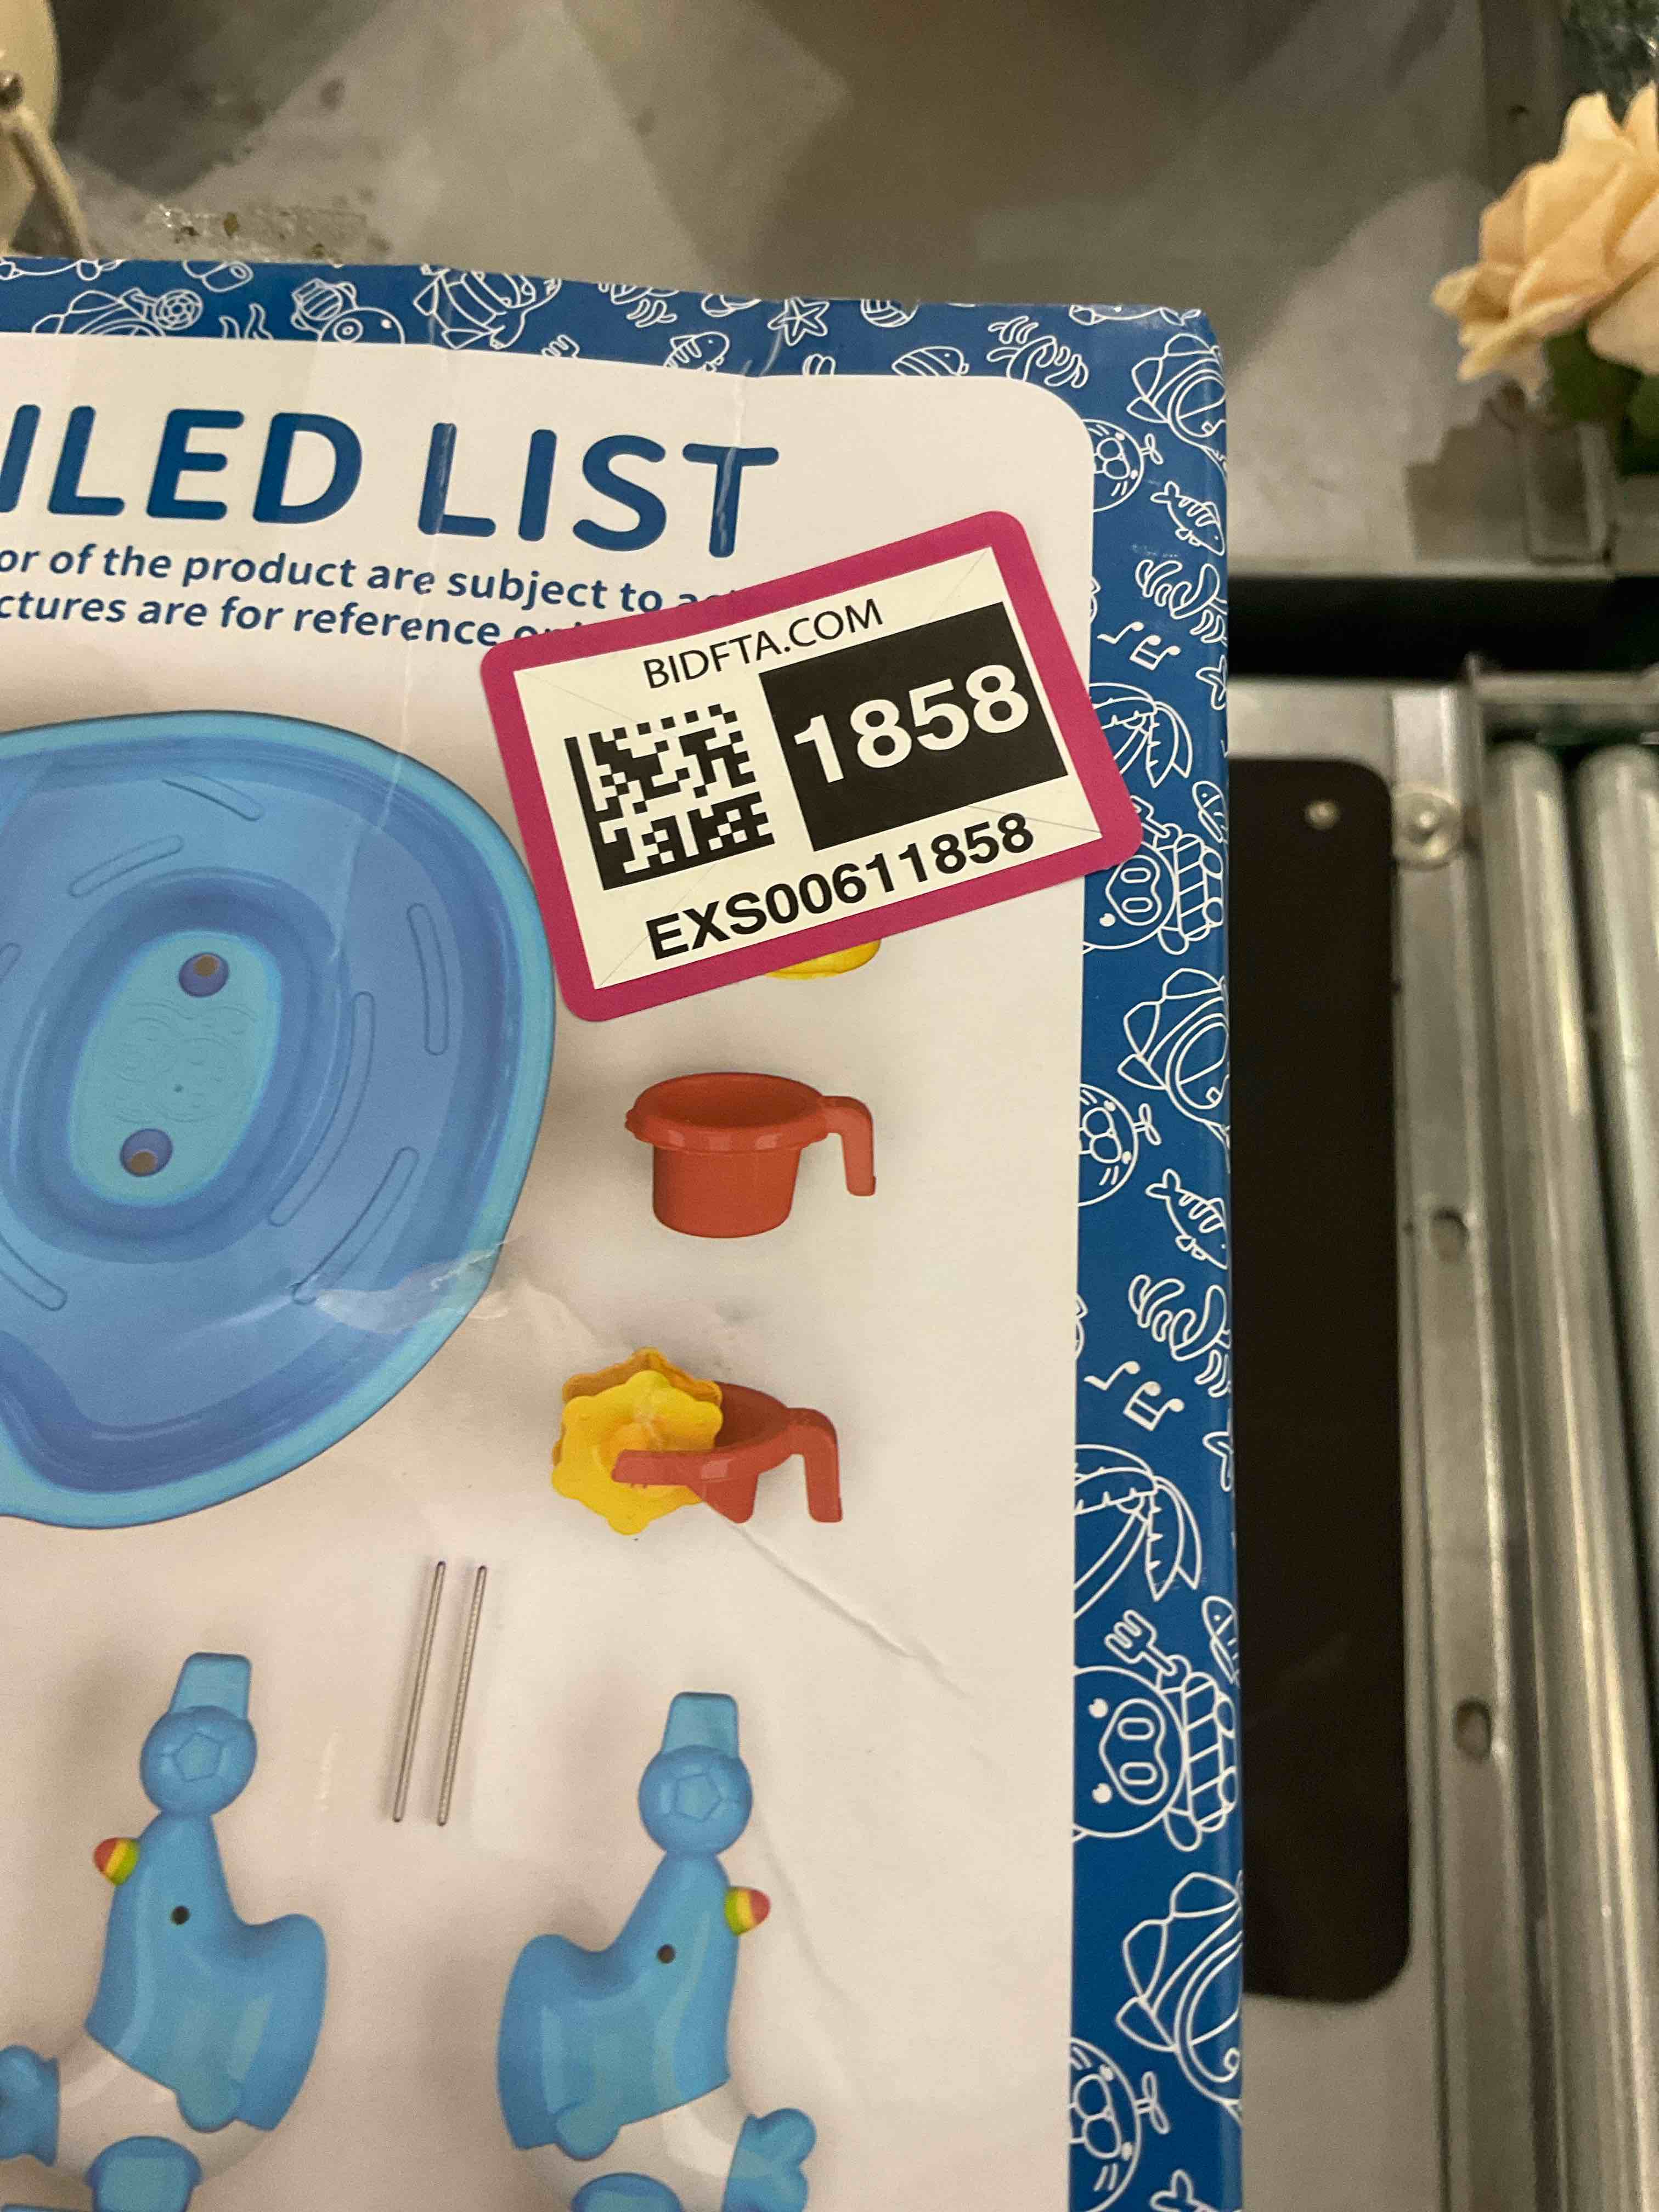 ILED LIST
or of the product are subject to
ctures are for reference
BIDFTA.COM
1858
EXS00611858